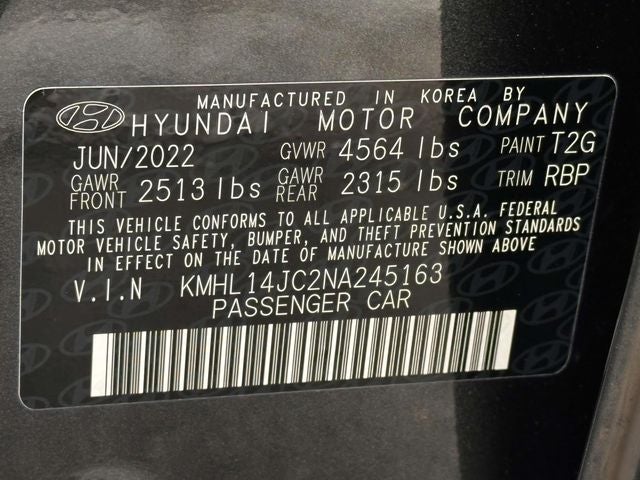 MANUFACTURED IN KOREA BY
HYUNDAI MOTOR COMPANY
JUN/2022 GVWR 4564 lbs PAINT T2G
GAWR FRONT 2513 lbs GAWR REAR 2315 lbs TRIM RBP
THIS VEHICLE CONFORMS TO ALL APPLICABLE U.S.A. FEDERAL
MOTOR VEHICLE SAFETY, BUMPER, AND THEFT PREVENTION STANDARDS
IN EFFECT ON THE DATE OF MANUFACTURE SHOWN ABOVE
V.I.N KMHL14JC2NA245163
PASSENGER CAR